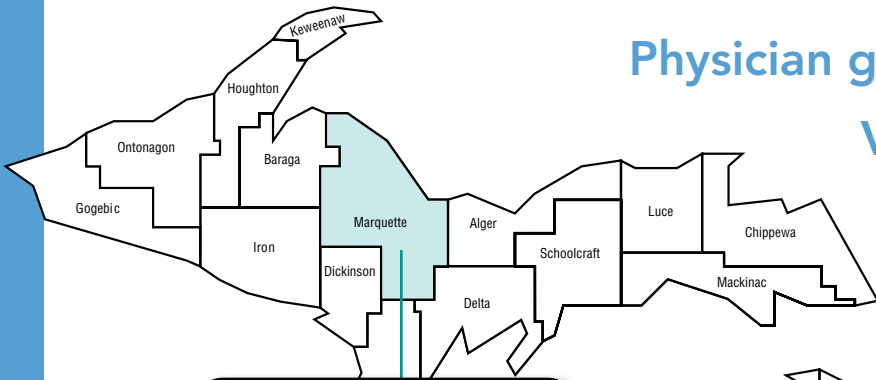 Keweenaw
Physician g
Houghton
V
Ontonagon
Baraga
Gogebic
Marquette
Alger
Luce
Chippewa
Iron
Schoolcraft
Dickinson
Mackinac
Delta